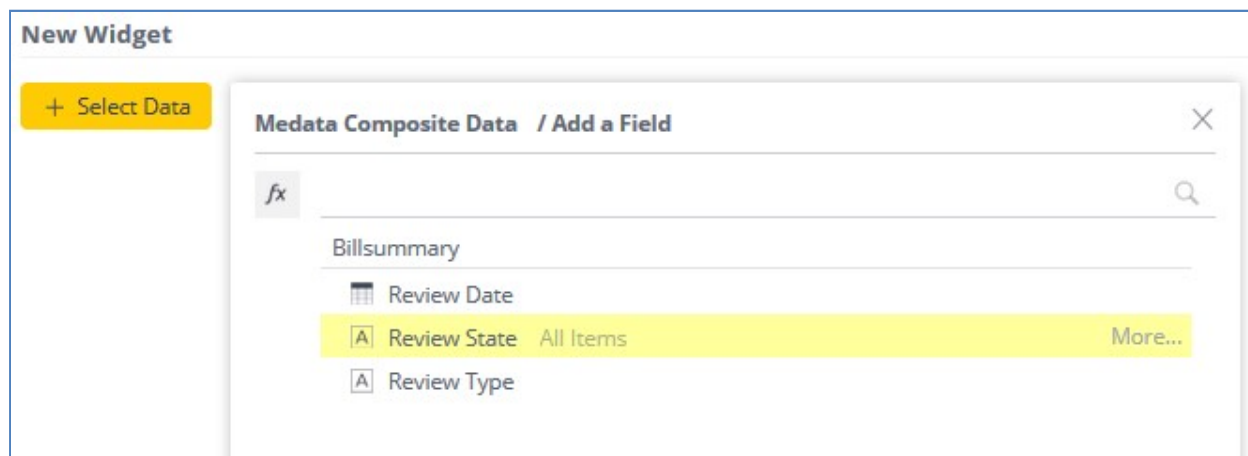 New Widget
+ Select Data
Medata Composite Data / Add a Field
fx
Billsummary
Review Date
A Review State All Items More...
A Review Type